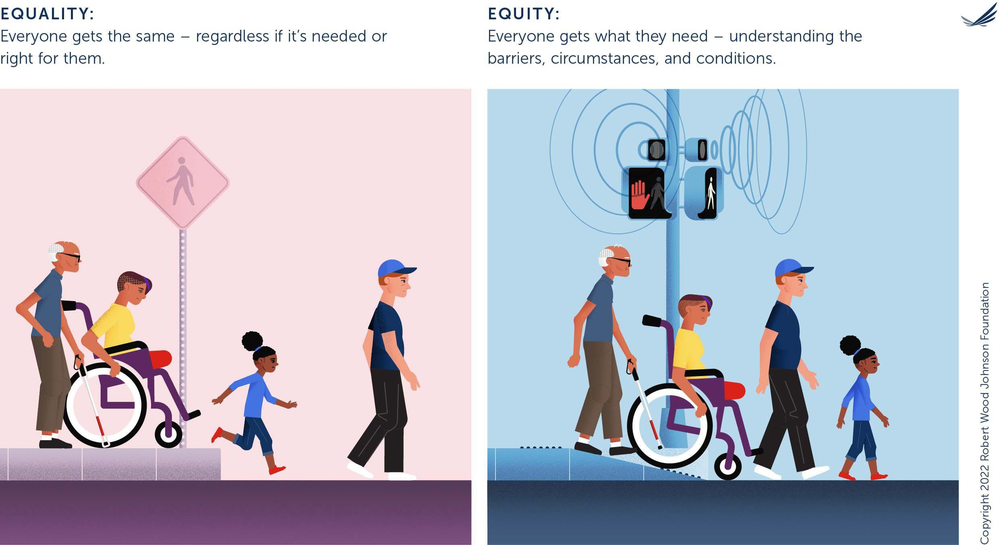 EQUALITY:
Everyone gets the same – regardless if it’s needed or
right for them.
EQUITY:
Everyone gets what they need – understanding the
barriers, circumstances, and conditions.
Copyright 2022 Robert Wood Johnson Foundation